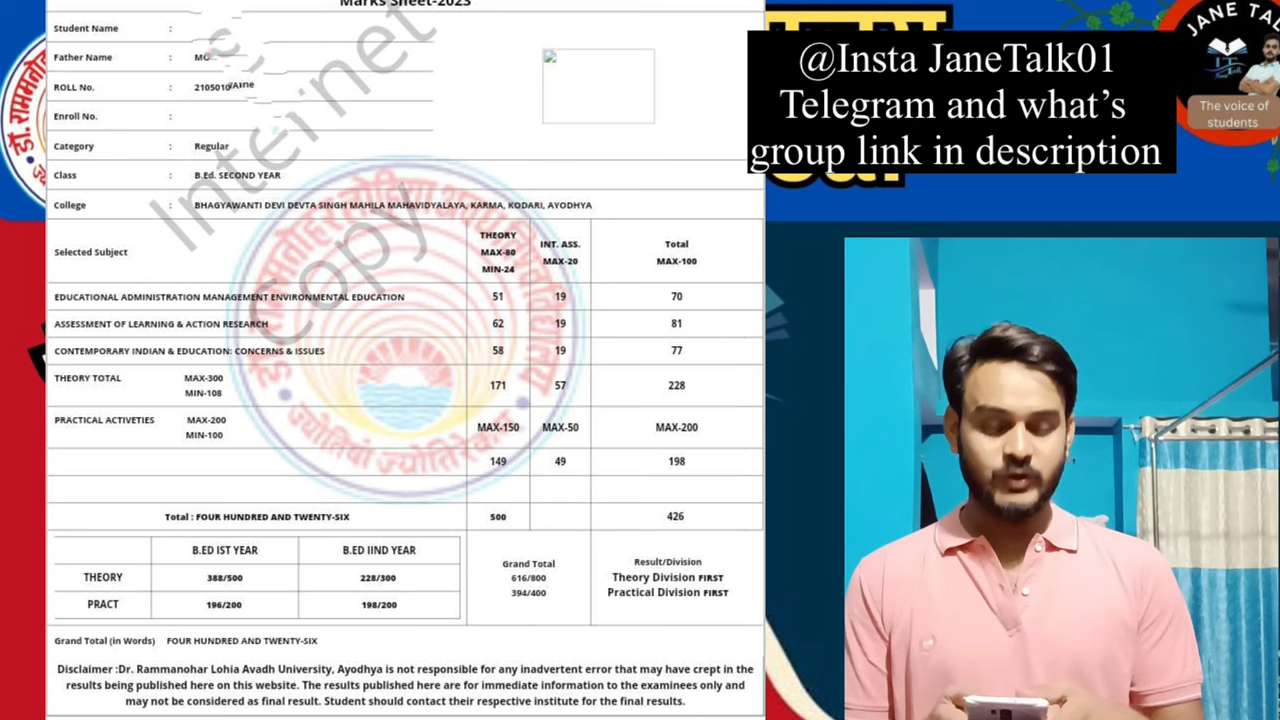 Marks Sheet-2023
Student Name :
Father Name : MO
ROLL No. : 2105010
Enroll No. :
Category : Regular
Class : B.Ed. SECOND YEAR
College : BHAGYAWANTI DEVI DEVTA SINGH MAHILA MAHAVIDYALAYA, KARMA, KODARI, AYODHYA
Selected Subject
THEORY
MAX-80
MIN-24
INT. ASS.
MAX-20
Total
MAX-100
EDUCATIONAL ADMINISTRATION MANAGEMENT ENVIRONMENTAL EDUCATION 51 19 70
ASSESSMENT OF LEARNING & ACTION RESEARCH 62 19 81
CONTEMPORARY INDIAN & EDUCATION: CONCERNS & ISSUES 58 19 77
THEORY TOTAL MAX-300
MIN-108
171 57 228
PRACTICAL ACTIVETIES MAX-200
MIN-100
MAX-150 MAX-50 MAX-200
149 49 198
Total : FOUR HUNDRED AND TWENTY-SIX 500 426
B.ED IST YEAR B.ED IIND YEAR
THEORY 388/500 228/300
PRACT 196/200 198/200
Grand Total
616/800
394/400
Result/Division
Theory Division FIRST
Practical Division FIRST
Grand Total (in Words) FOUR HUNDRED AND TWENTY-SIX
Disclaimer :Dr. Rammanohar Lohia Avadh University, Ayodhya is not responsible for any inadvertent error that may have crept in the
results being published here on this website. The results published here are for immediate information to the examinees only and
may not be considered as final result. Student should contact their respective institute for the final results.
Internet
Copy
@Insta JaneTalk01
Telegram and what’s
group link in description
JANE TAL
The voice of
students
डॉ. राममनो
ज्योतिरेकम्